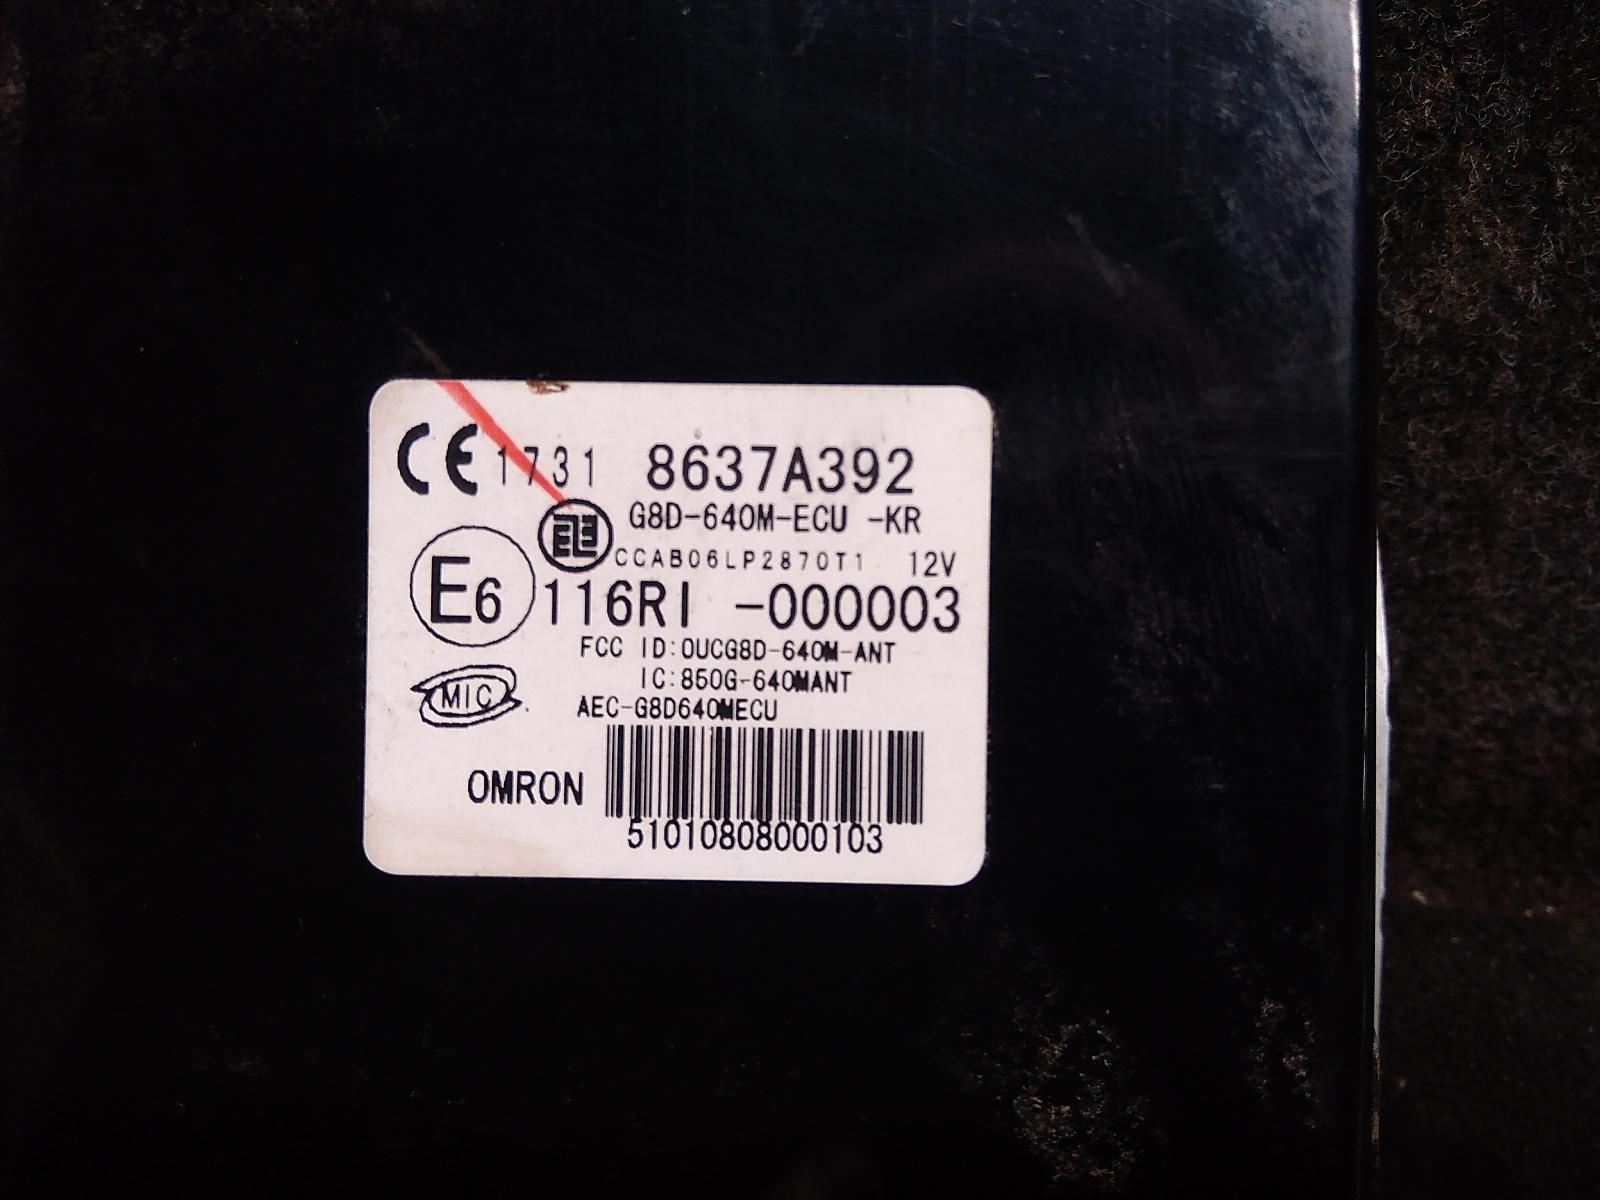 CE 1731 8637A392
G8D-640M-ECU -KR
CCAB06LP2870T1 12V
E6 116RI -000003
FCC ID:OUCG8D-640M-ANT
IC:850G-640MANT
MIC
AEC-G8D640MECU
OMRON
51010808000103